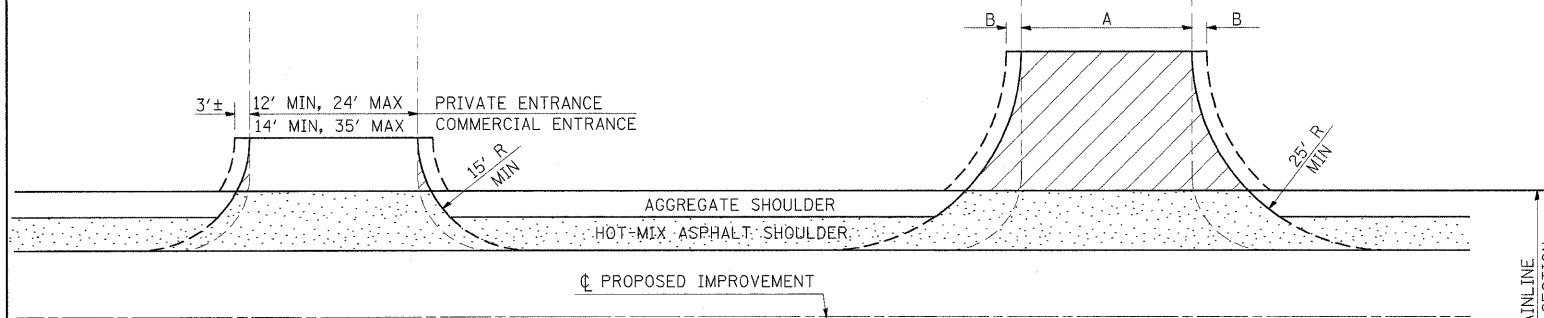 B A B
3'± 12' MIN, 24' MAX PRIVATE ENTRANCE
14' MIN, 35' MAX COMMERCIAL ENTRANCE
15' R
MIN
25' R
MIN
AGGREGATE SHOULDER
HOT-MIX ASPHALT SHOULDER
℄ PROPOSED IMPROVEMENT